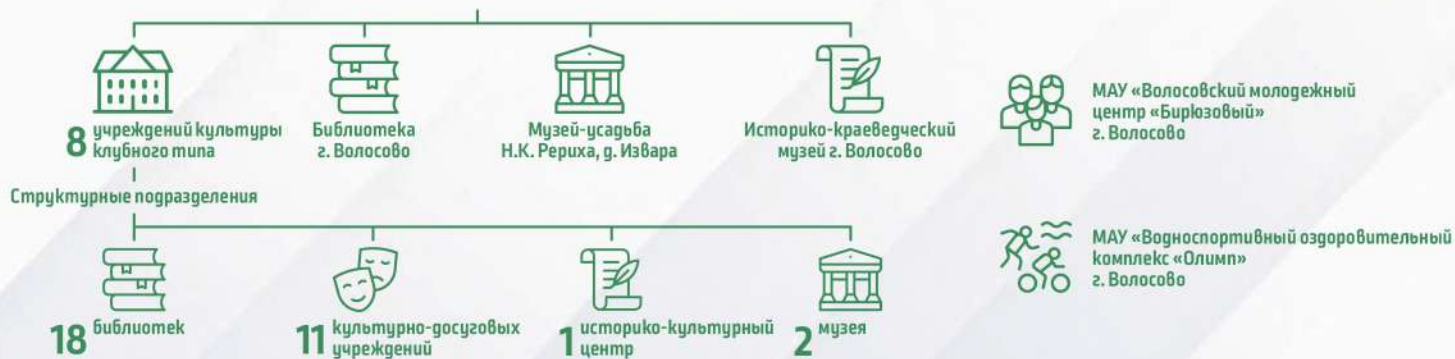 8 учреждений культуры
клубного типа
Библиотека
г. Волосово
Музей-усадьба
Н.К. Рериха, д. Извара
Историко-краеведческий
музей г. Волосово
МАУ «Волосовский молодежный
центр «Бирюзовый»
г. Волосово
Структурные подразделения
МАУ «Водноспортивный оздоровительный
комплекс «Олимп»
г. Волосово
18 библиотек
11 культурно-досуговых
учреждений
1 историко-культурный
центр
2 музея